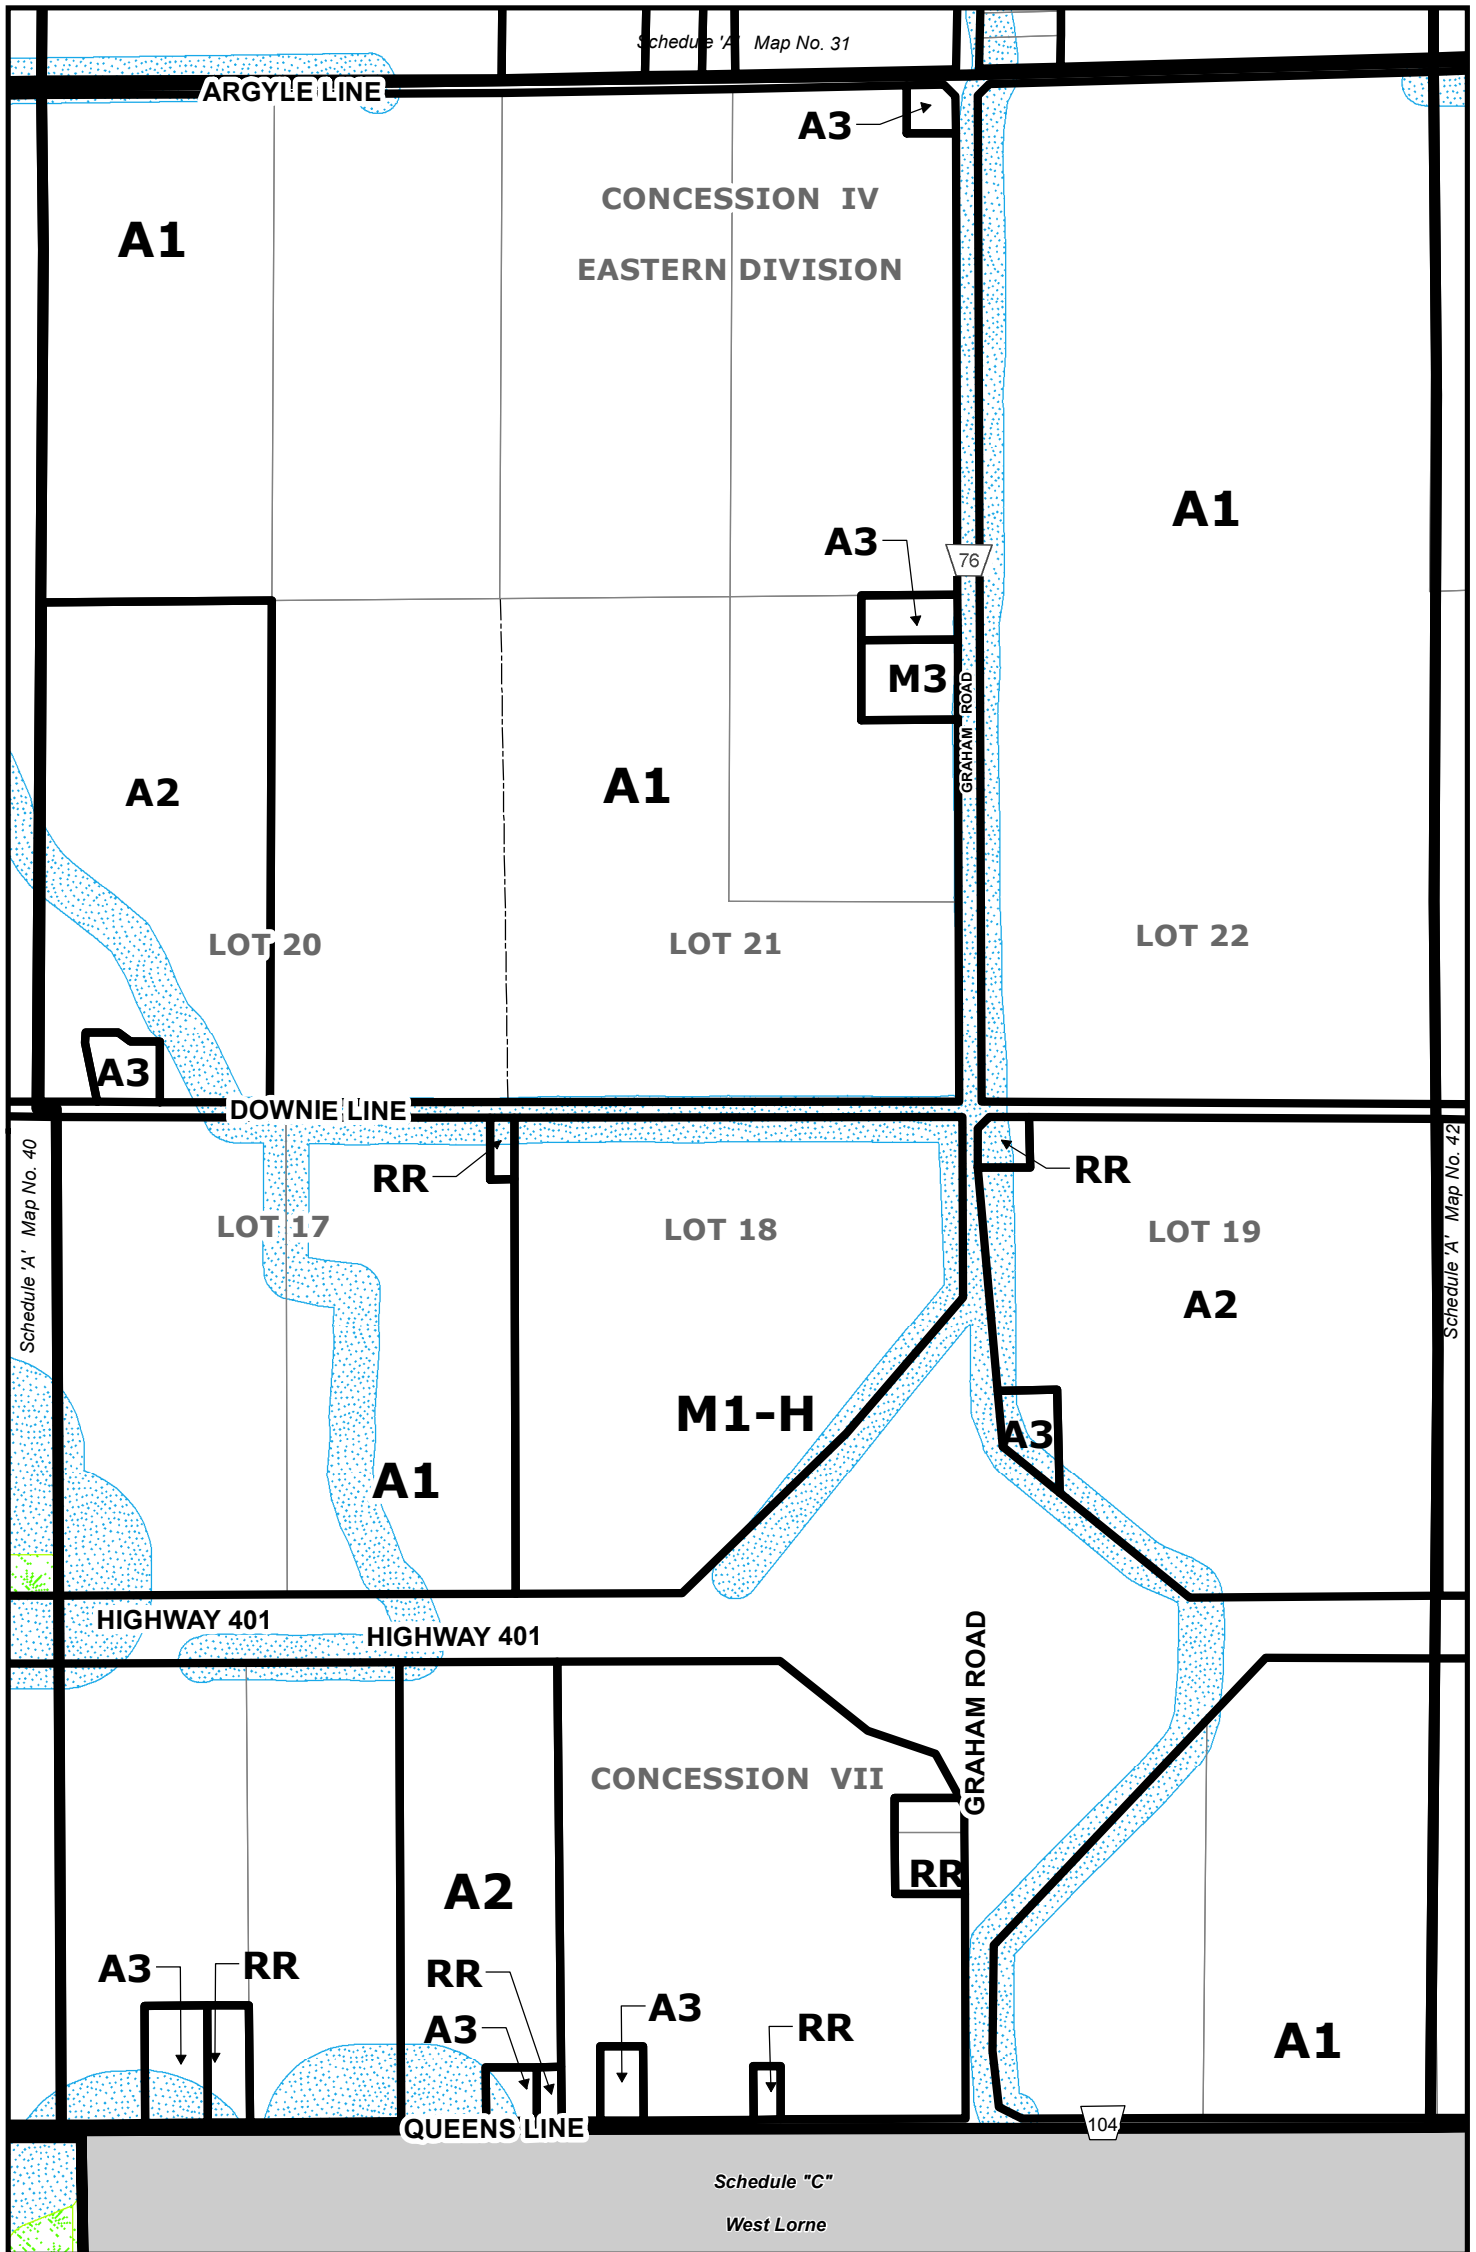 Schedule 'A' Map No. 31
ARGYLE LINE
A3
CONCESSION IV
A1
EASTERN DIVISION
A1
A3
76
M3
GRAHAM ROAD
A2
A1
LOT 20
LOT 21
LOT 22
A3
DOWNIE LINE
Schedule 'A' Map No. 40
Schedule 'A' Map No. 42
RR
RR
LOT 17
LOT 18
LOT 19
A2
M1-H
A3
A1
HIGHWAY 401
HIGHWAY 401
GRAHAM ROAD
CONCESSION VII
RR
A2
A3
RR
RR
A3
A3
RR
A1
QUEENS LINE
104
Schedule "C"
West Lorne